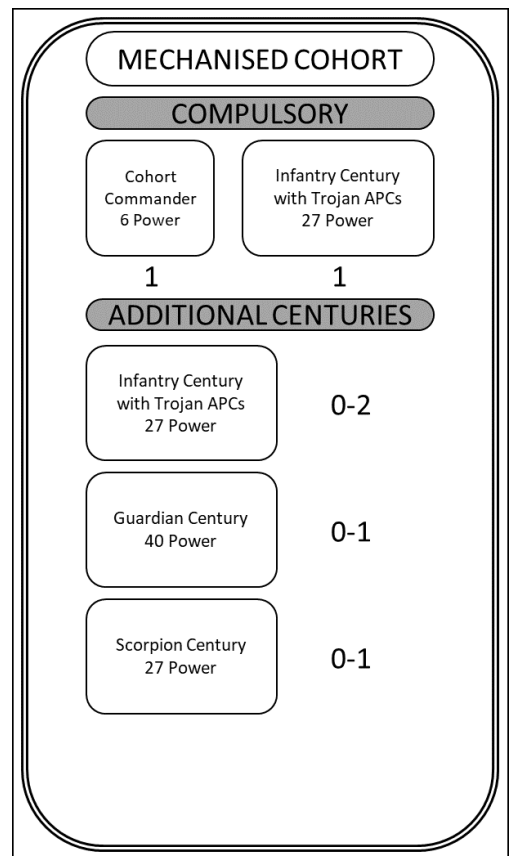 MECHANISED COHORT
COMPULSORY
Cohort
Commander
6 Power
Infantry Century
with Trojan APCs
27 Power
1
1
ADDITIONAL CENTURIES
Infantry Century
with Trojan APCs
27 Power
0-2
Guardian Century
40 Power
0-1
Scorpion Century
27 Power
0-1